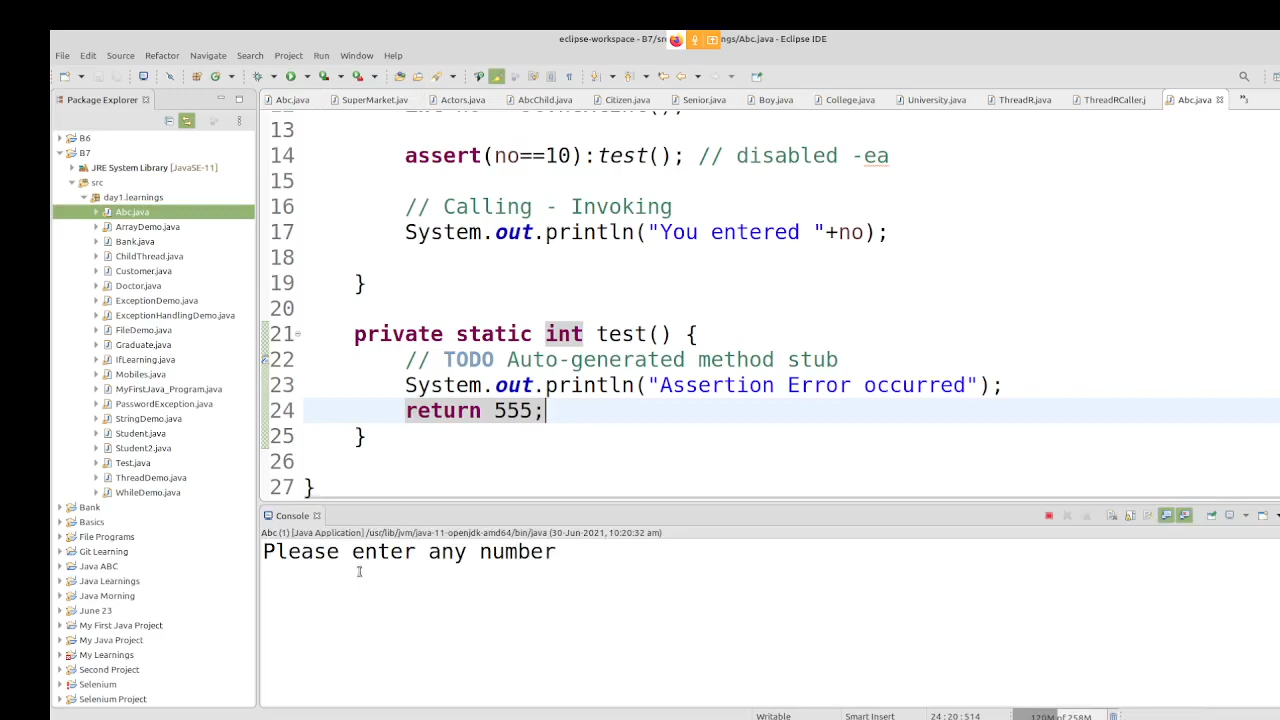 eclipse-workspace - B7/src ngs/Abc.java - Eclipse IDE
File Edit Source Refactor Navigate Search Project Run Window Help
Package Explorer
Abc.java SuperMarket.jav Actors.java AbcChild.java Citizen.java Senior.java Boy.java College.java University.java ThreadR.java ThreadRCaller.j Abc.java
B6
B7
JRE System Library [JavaSE-11]
src
day1.learnings
Abc.java
ArrayDemo.java
Bank.java
ChildThread.java
Customer.java
Doctor.java
ExceptionDemo.java
ExceptionHandlingDemo.java
FileDemo.java
Graduate.java
IfLearning.java
Mobiles.java
MyFirstJava_Program.java
PasswordException.java
StringDemo.java
Student.java
Student2.java
Test.java
ThreadDemo.java
WhileDemo.java
Bank
Basics
File Programs
Git Learning
Java ABC
Java Learnings
Java Morning
June 23
My First Java Project
My Java Project
My Learnings
Second Project
Selenium
Selenium Project
13
14 assert(no==10):test(); // disabled -ea
15
16 // Calling - Invoking
17 System.out.println("You entered "+no);
18
19 }
20
21 private static int test() {
22 // TODO Auto-generated method stub
23 System.out.println("Assertion Error occurred");
24 return 555;
25 }
26
27 }
Console
Abc (1) [Java Application] /usr/lib/jvm/java-11-openjdk-amd64/bin/java (30-Jun-2021, 10:20:32 am)
Please enter any number
Writable Smart Insert 24 : 20 : 514 120M of 258M